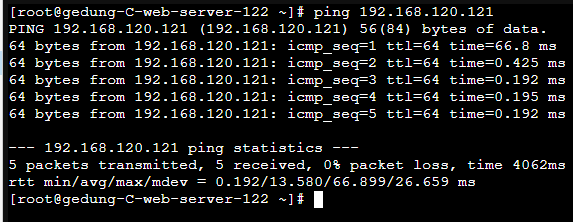 [root@gedung-C-web-server-122 ~]# ping 192.168.120.121
PING 192.168.120.121 (192.168.120.121) 56(84) bytes of data.
64 bytes from 192.168.120.121: icmp_seq=1 ttl=64 time=66.8 ms
64 bytes from 192.168.120.121: icmp_seq=2 ttl=64 time=0.425 ms
64 bytes from 192.168.120.121: icmp_seq=3 ttl=64 time=0.192 ms
64 bytes from 192.168.120.121: icmp_seq=4 ttl=64 time=0.195 ms
64 bytes from 192.168.120.121: icmp_seq=5 ttl=64 time=0.192 ms

--- 192.168.120.121 ping statistics ---
5 packets transmitted, 5 received, 0% packet loss, time 4062ms
rtt min/avg/max/mdev = 0.192/13.580/66.899/26.659 ms
[root@gedung-C-web-server-122 ~]#